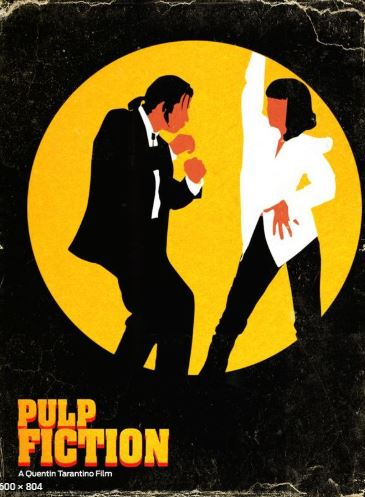 PULP
FICTION
A Quentin Tarantino Film
600 × 804